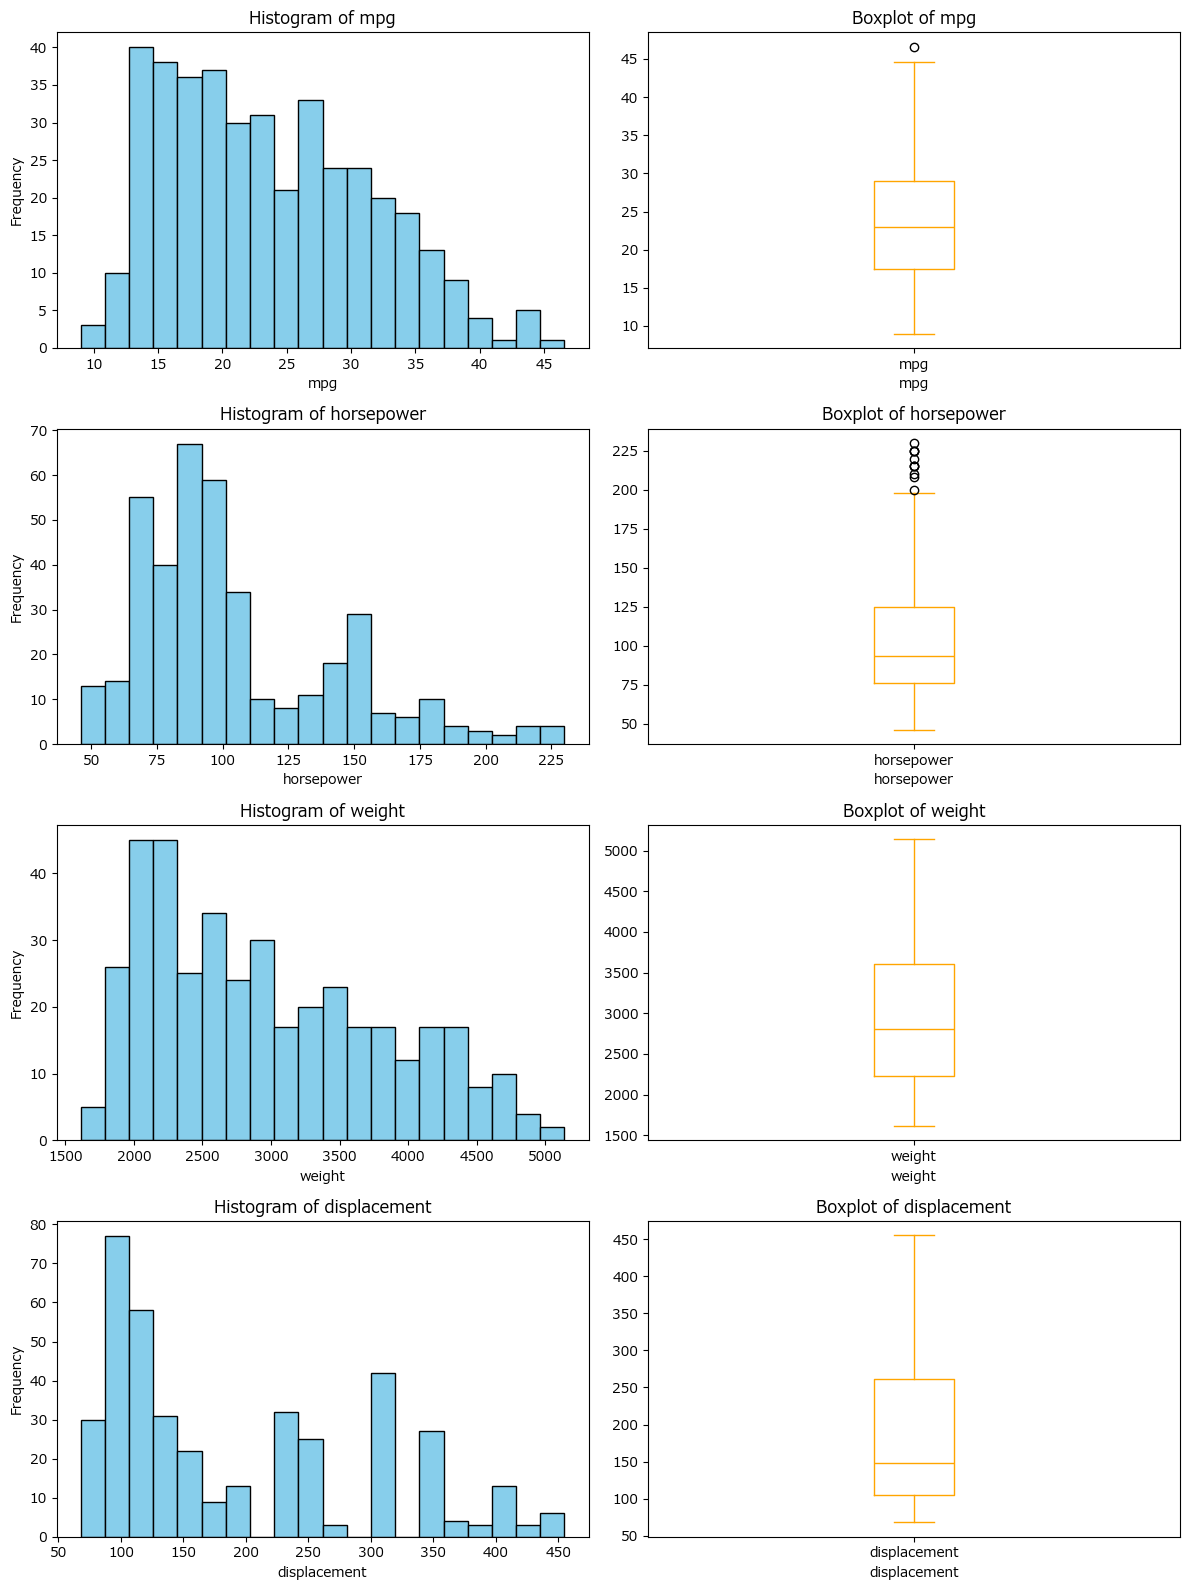 Histogram of mpg
Frequency
40
35
30
25
20
15
10
5
0
10 15 20 25 30 35 40 45
mpg
Boxplot of mpg
45
40
35
30
25
20
15
10
mpg
mpg
Histogram of horsepower
Frequency
70
60
50
40
30
20
10
0
50 75 100 125 150 175 200 225
horsepower
Boxplot of horsepower
225
200
175
150
125
100
75
50
horsepower
horsepower
Histogram of weight
Frequency
40
30
20
10
0
1500 2000 2500 3000 3500 4000 4500 5000
weight
Boxplot of weight
5000
4500
4000
3500
3000
2500
2000
1500
weight
weight
Histogram of displacement
Frequency
80
70
60
50
40
30
20
10
0
50 100 150 200 250 300 350 400 450
displacement
Boxplot of displacement
450
400
350
300
250
200
150
100
50
displacement
displacement